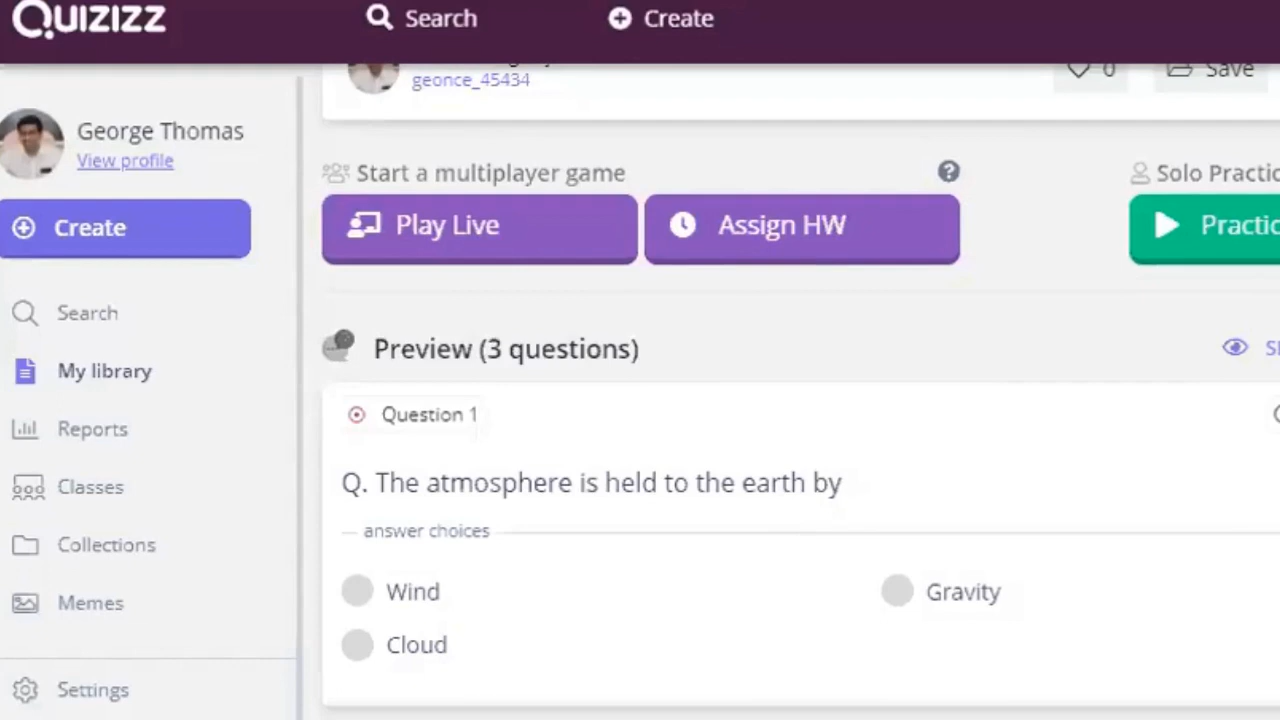 QUIZIZZ
Search
Create
geonce_45434
0
Save
George Thomas
View profile
Create
Search
My library
Reports
Classes
Collections
Memes
Settings
Start a multiplayer game
?
Solo Practic
Play Live
Assign HW
Practic
Preview (3 questions)
Question 1
Q. The atmosphere is held to the earth by
answer choices
Wind
Gravity
Cloud